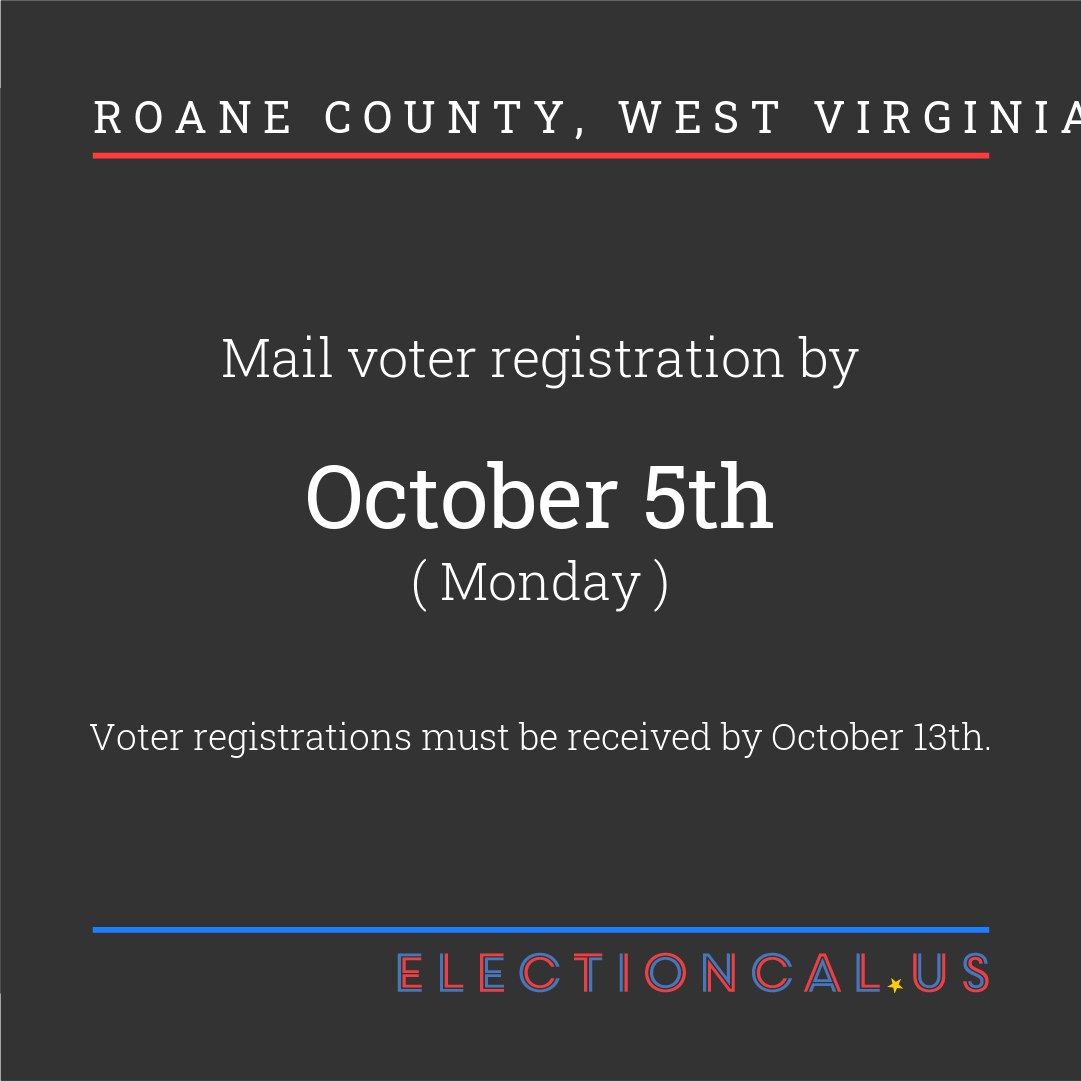 ROANE COUNTY, WEST VIRGINIA
Mail voter registration by
October 5th
( Monday )
Voter registrations must be received by October 13th.
ELECTIONCAL.US